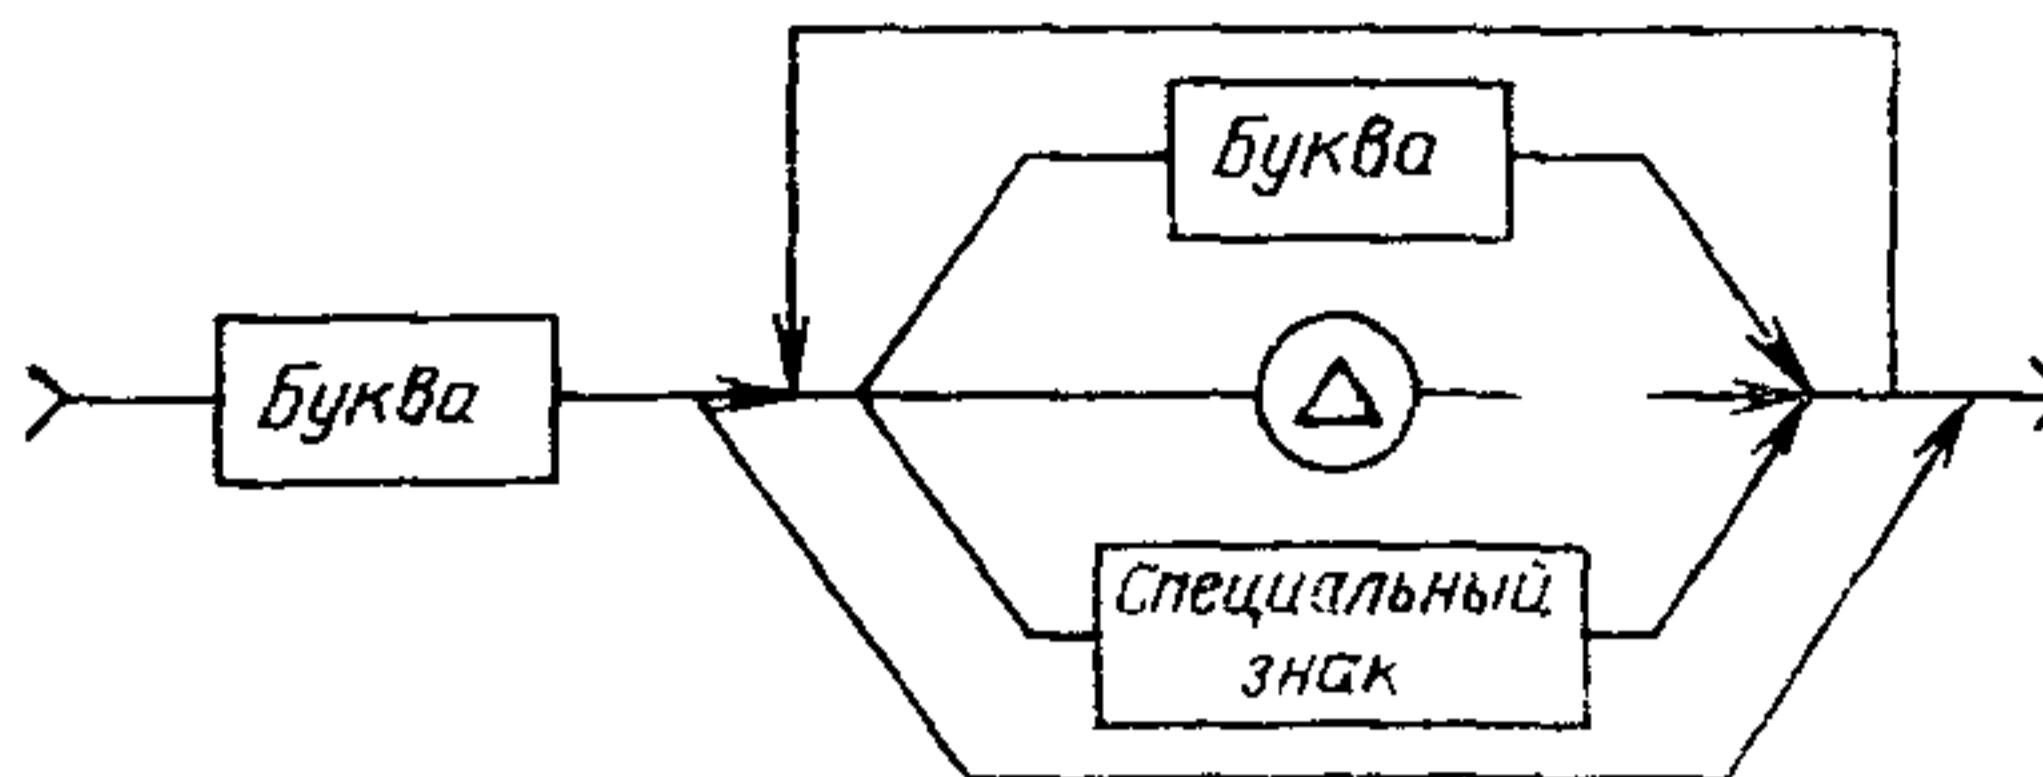 Буква
Буква
Δ
Специальный
знак